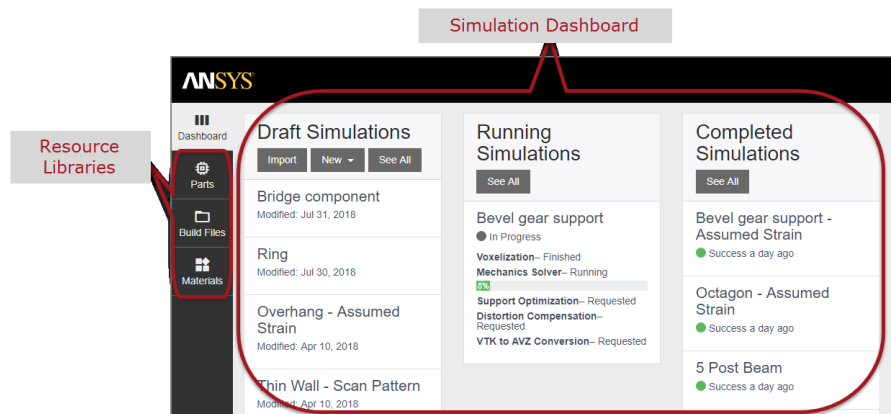 Simulation Dashboard
ANSYS
Dashboard
Resource
Libraries
Parts
Build Files
Materials
Draft Simulations
Import
New
See All
Bridge component
Modified: Jul 31, 2018
Ring
Modified: Jul 30, 2018
Overhang - Assumed
Strain
Modified: Apr 10, 2018
Thin Wall - Scan Pattern
Modified: Apr 10, 2018
Running
Simulations
See All
Bevel gear support
In Progress
Voxelization– Finished
Mechanics Solver– Running
8%
Support Optimization– Requested
Distortion Compensation–
Requested
VTK to AVZ Conversion– Requested
Completed
Simulations
See All
Bevel gear support -
Assumed Strain
Success a day ago
Octagon - Assumed
Strain
Success a day ago
5 Post Beam
Success a day ago